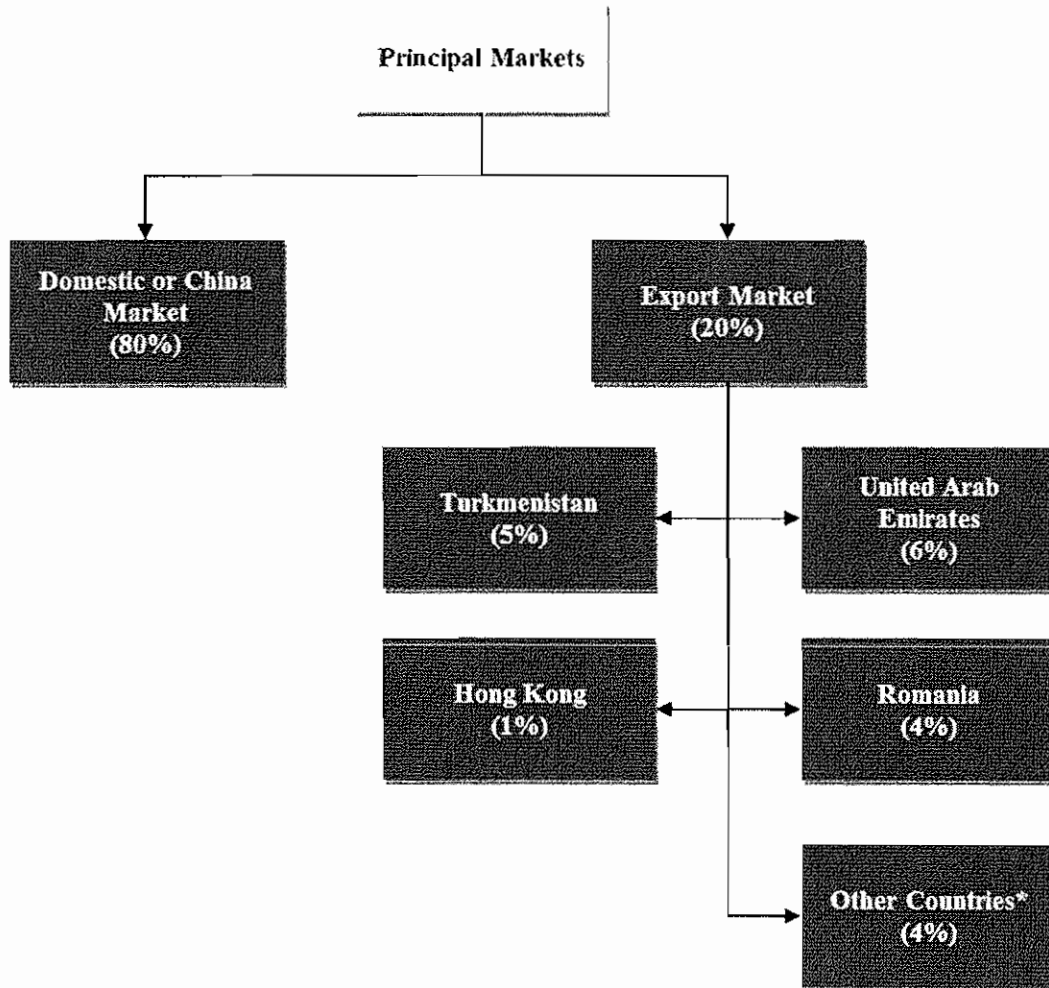 Principal Markets
Domestic or China
Market
(80%)
Export Market
(20%)
Turkmenistan
(5%)
United Arab
Emirates
(6%)
Hong Kong
(1%)
Romania
(4%)
Other Countries*
(4%)